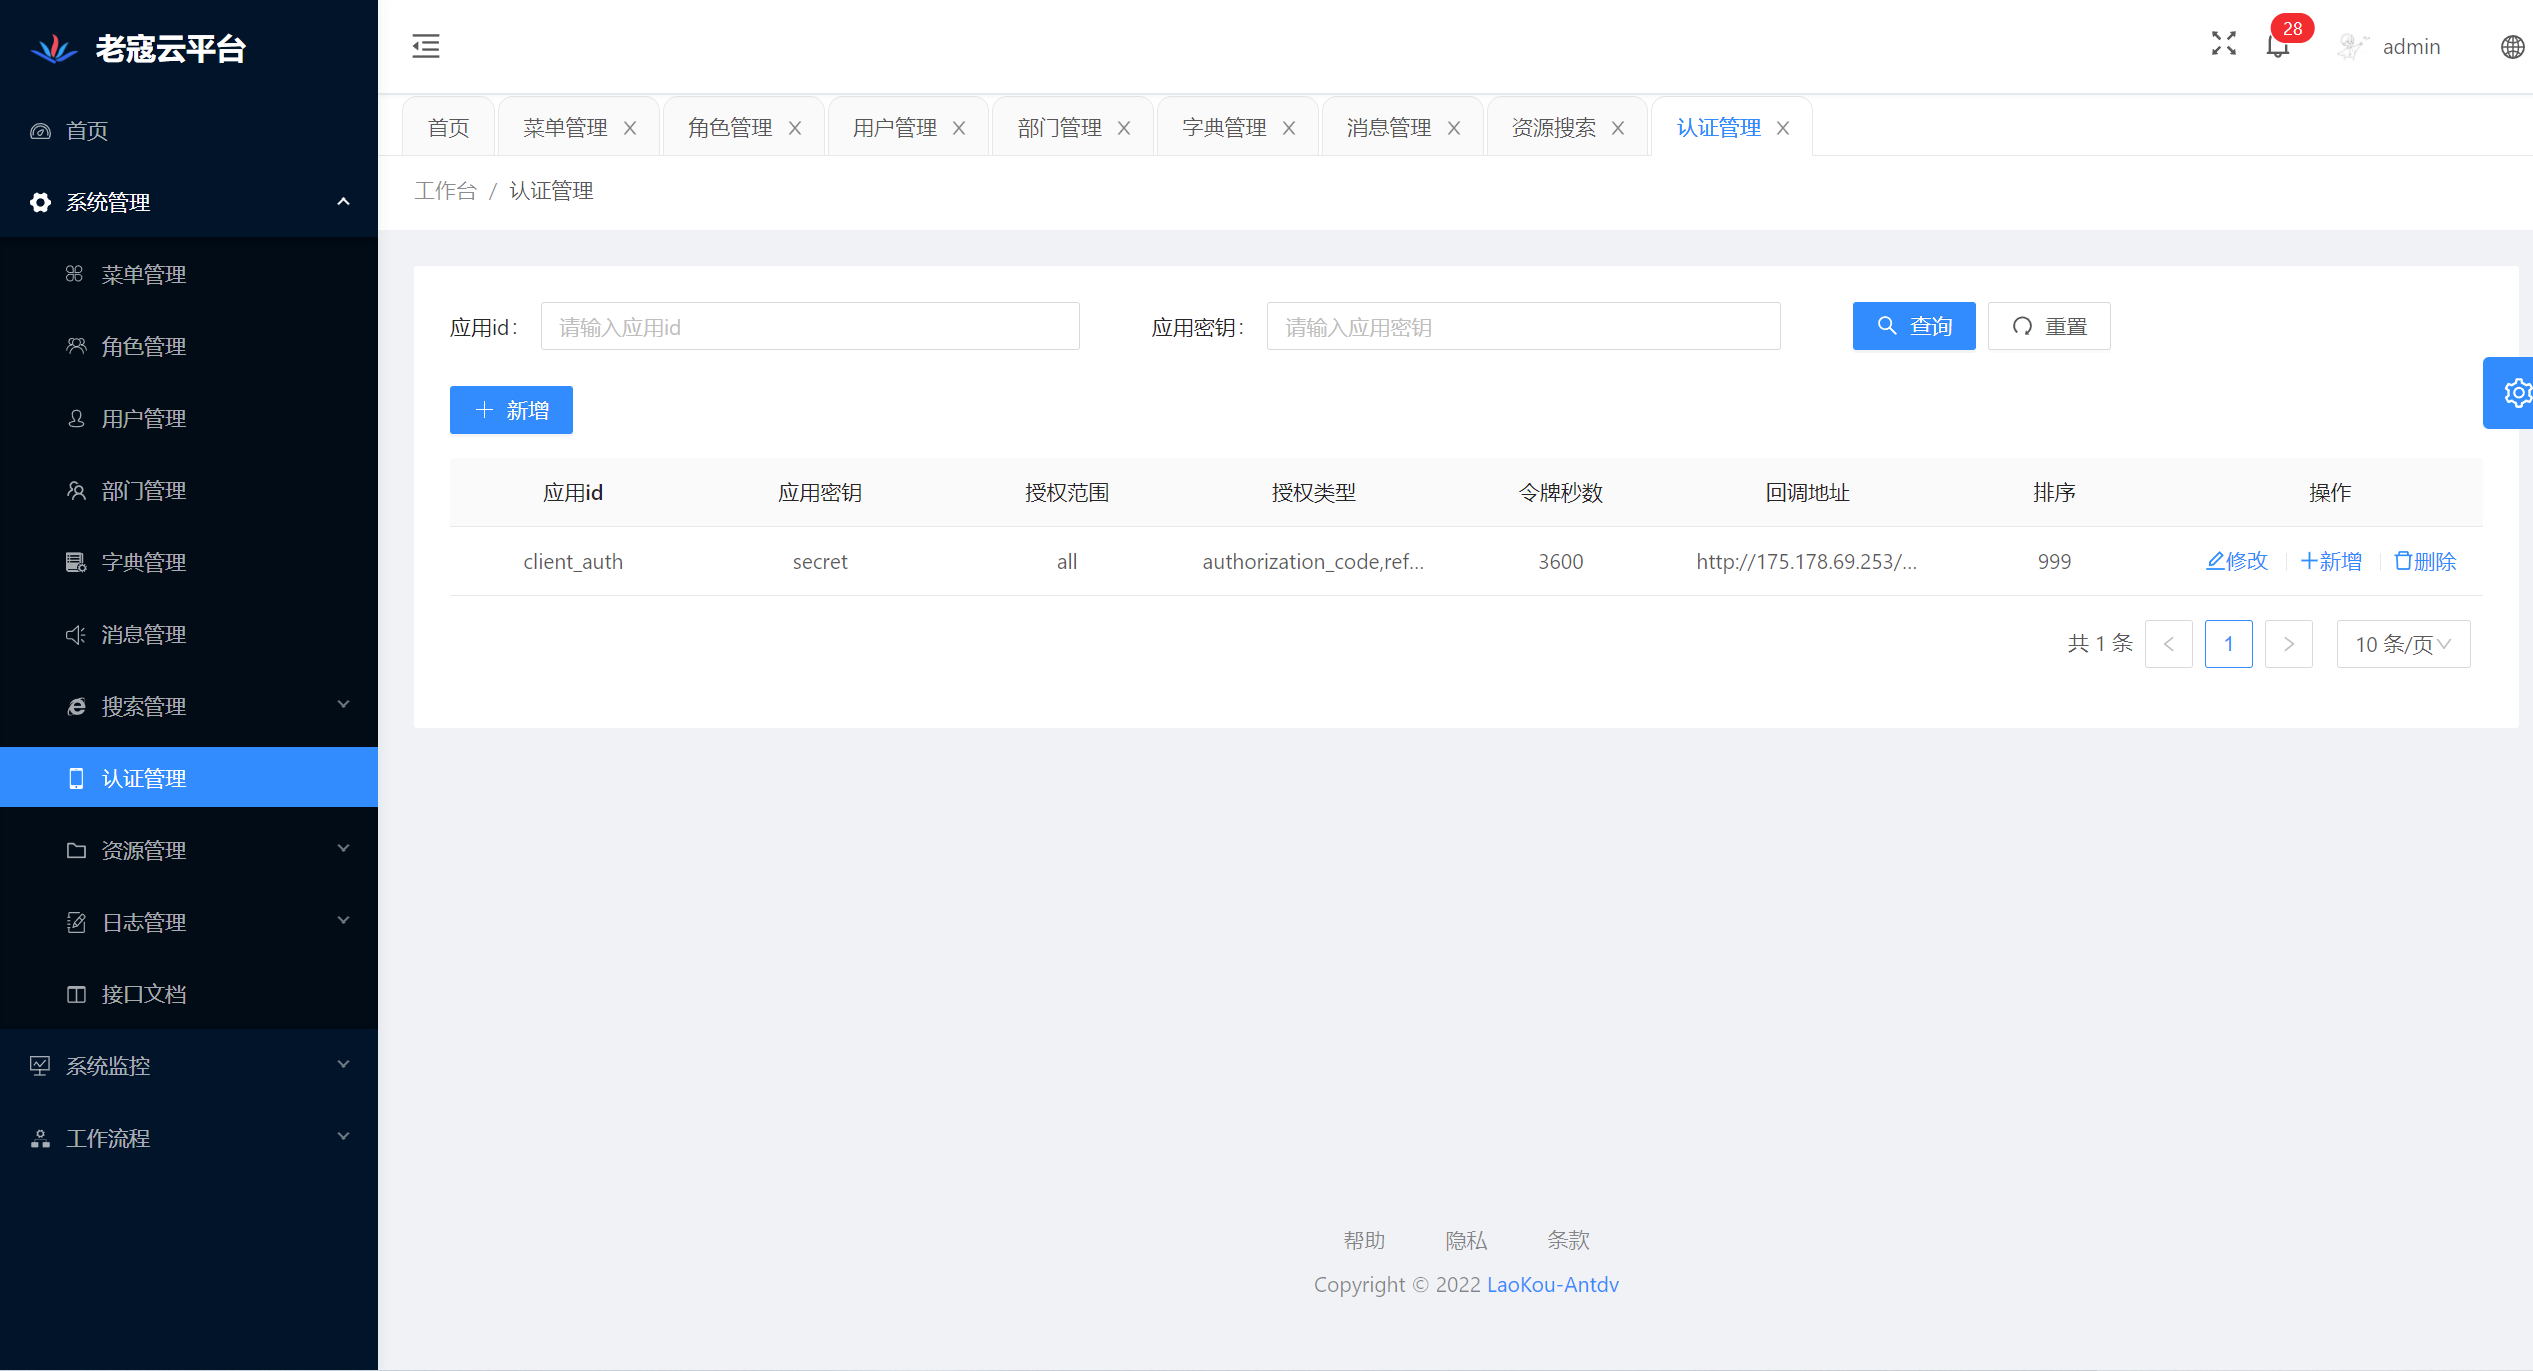 老寇云平台
28
admin
首页
系统管理
菜单管理
角色管理
用户管理
部门管理
字典管理
消息管理
搜索管理
认证管理
资源管理
日志管理
接口文档
系统监控
工作流程
首页 菜单管理 角色管理 用户管理 部门管理 字典管理 消息管理 资源搜索 认证管理
工作台 / 认证管理
应用id: 请输入应用id 应用密钥: 请输入应用密钥 查询 重置
新增
应用id 应用密钥 授权范围 授权类型 令牌秒数 回调地址 排序 操作
client_auth secret all authorization_code,ref... 3600 http://175.178.69.253/... 999 修改 新增 删除
共 1 条 < 1 > 10 条/页
帮助 隐私 条款
Copyright © 2022 LaoKou-Antdv